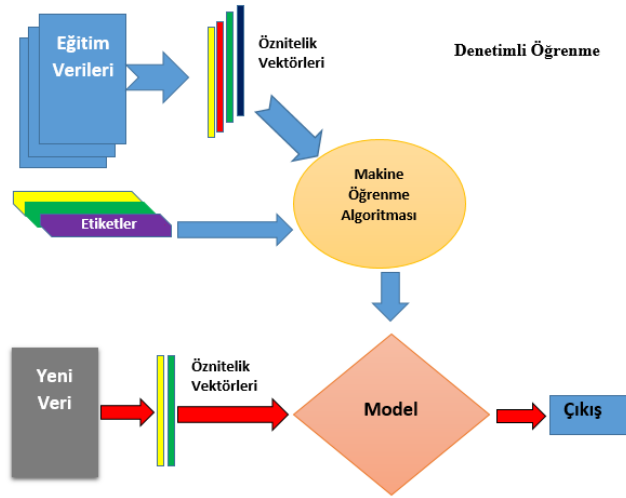 Eğitim
Verileri
Öznitelik
Vektörleri
Denetimli Öğrenme
Makine
Öğrenme
Algoritması
Etiketler
Yeni
Veri
Öznitelik
Vektörleri
Model
Çıkış